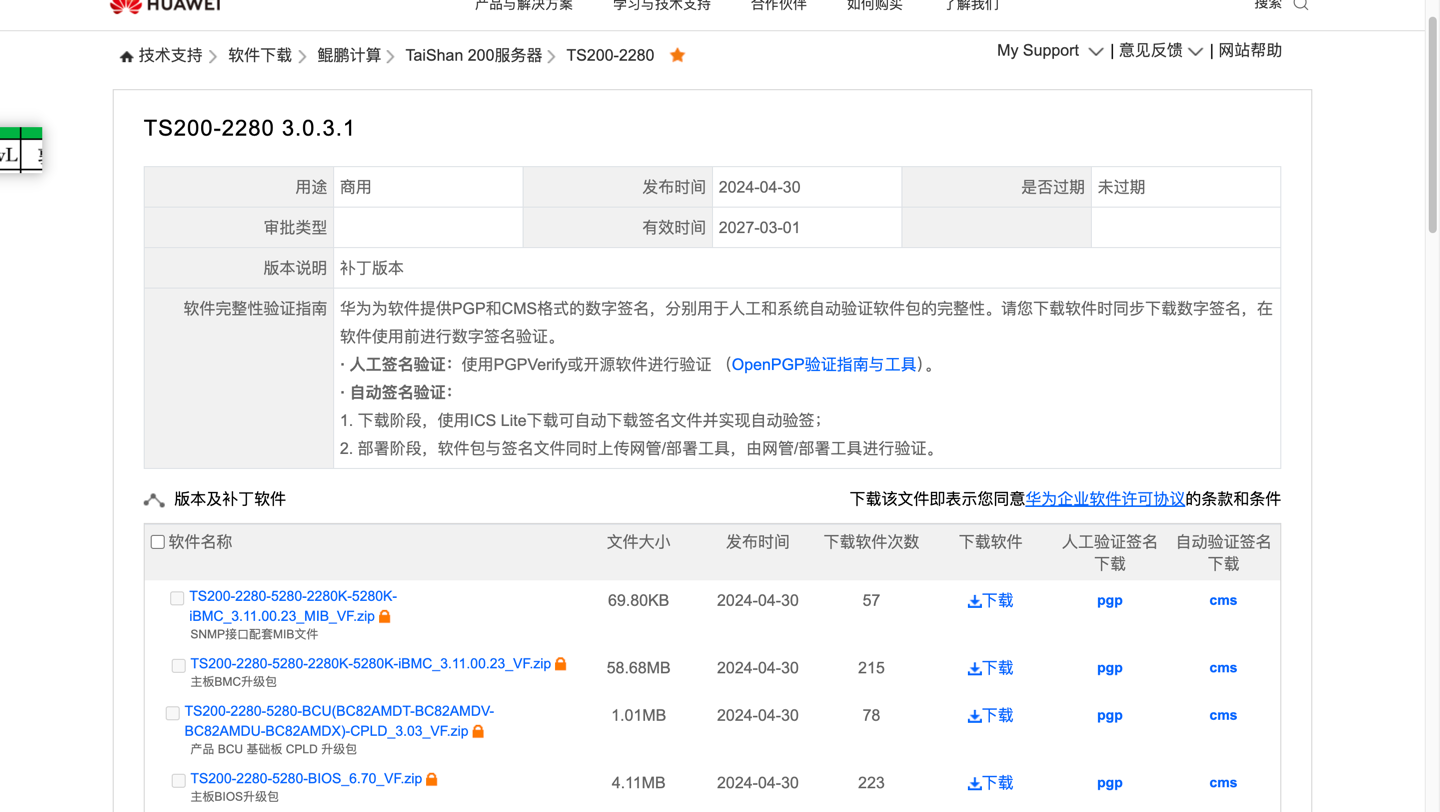 HUAWEI
产品与解决方案 学习与技术支持 合作伙伴 如何购买 了解我们 搜索
技术支持 > 软件下载 > 鲲鹏计算 > TaiShan 200服务器 > TS200-2280
My Support | 意见反馈 | 网站帮助
TS200-2280 3.0.3.1
用途 商用 发布时间 2024-04-30 是否过期 未过期
审批类型 有效时间 2027-03-01
版本说明 补丁版本
软件完整性验证指南 华为为软件提供PGP和CMS格式的数字签名，分别用于人工和系统自动验证软件包的完整性。请您下载软件时同步下载数字签名，在
软件使用前进行数字签名验证。
· 人工签名验证：使用PGPVerify或开源软件进行验证 （OpenPGP验证指南与工具）。
· 自动签名验证：
1. 下载阶段，使用ICS Lite下载可自动下载签名文件并实现自动验签；
2. 部署阶段，软件包与签名文件同时上传网管/部署工具，由网管/部署工具进行验证。
版本及补丁软件 下载该文件即表示您同意华为企业软件许可协议的条款和条件
软件名称 文件大小 发布时间 下载软件次数 下载软件 人工验证签名 自动验证签名
下载 下载
TS200-2280-5280-2280K-5280K-
iBMC_3.11.00.23_MIB_VF.zip 69.80KB 2024-04-30 57 下载 pgp cms
SNMP接口配套MIB文件
TS200-2280-5280-2280K-5280K-iBMC_3.11.00.23_VF.zip 58.68MB 2024-04-30 215 下载 pgp cms
主板BMC升级包
TS200-2280-5280-BCU(BC82AMDT-BC82AMDV-
BC82AMDU-BC82AMDX)-CPLD_3.03_VF.zip 1.01MB 2024-04-30 78 下载 pgp cms
产品 BCU 基础板 CPLD 升级包
TS200-2280-5280-BIOS_6.70_VF.zip 4.11MB 2024-04-30 223 下载 pgp cms
主板BIOS升级包